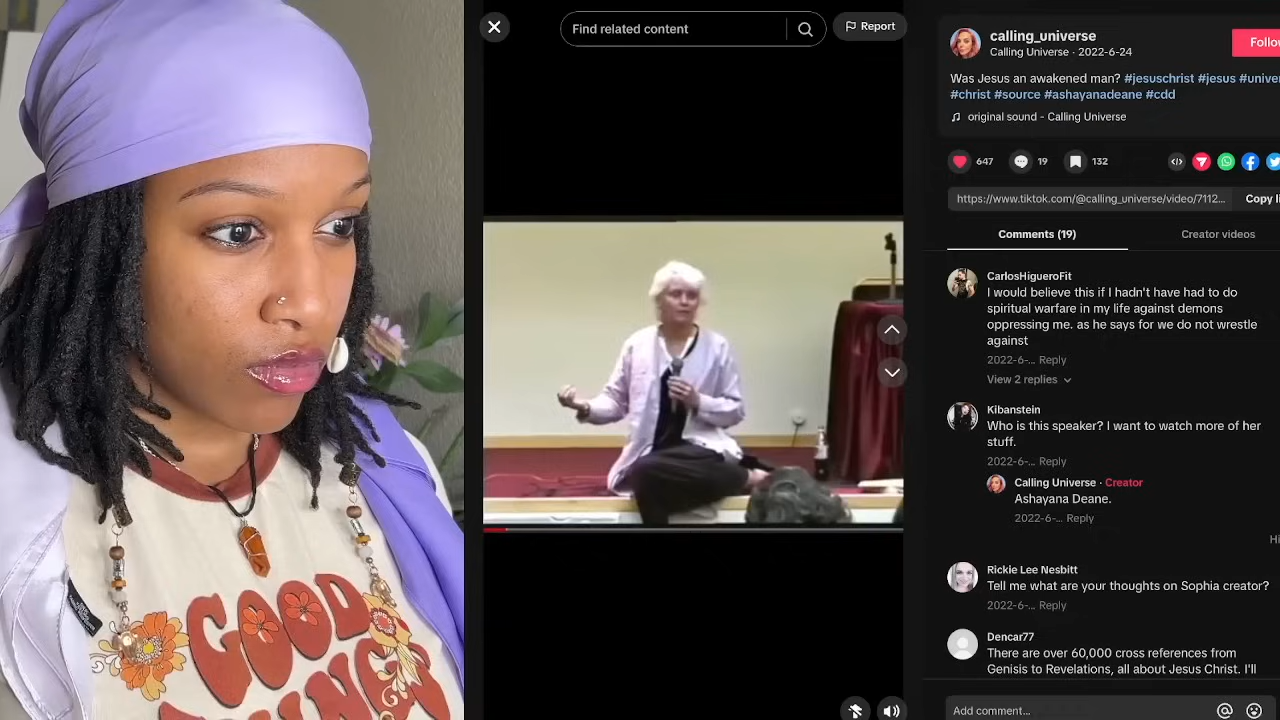 GOOD
THINGS
Find related content
Report
calling_universe
Calling Universe · 2022-6-24
Follo
Was Jesus an awakened man? #jesuschrist #jesus #univer
#christ #source #ashayanadeane #cdd
original sound - Calling Universe
647
19
132
https://www.tiktok.com/@calling_universe/video/7112...
Copy li
Comments (19)
Creator videos
CarlosHigueroFit
I would believe this if I hadn't have had to do
spiritual warfare in my life against demons
oppressing me. as he says for we do not wrestle
against
2022-6-... Reply
View 2 replies
Kibanstein
Who is this speaker? I want to watch more of her
stuff.
2022-6-... Reply
Calling Universe · Creator
Ashayana Deane.
2022-6-... Reply
Hi
Rickie Lee Nesbitt
Tell me what are your thoughts on Sophia creator?
2022-6-... Reply
Dencar77
There are over 60,000 cross references from
Genisis to Revelations, all about Jesus Christ. I'll
Add comment...